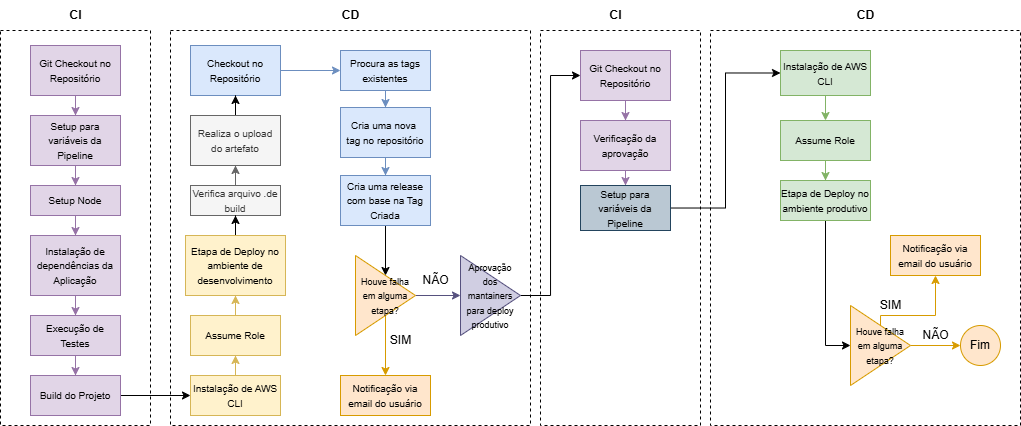 CI
Git Checkout no
Repositório
Setup para
variáveis da
Pipeline
Setup Node
Instalação de
dependências da
Aplicação
Execução de
Testes
Build do Projeto
CD
Checkout no
Repositório
Realiza o upload
do artefato
Verifica arquivo .de
build
Etapa de Deploy no
ambiente de
desenvolvimento
Assume Role
Instalação de AWS
CLI
Procura as tags
existentes
Cria uma nova
tag no repositório
Cria uma release
com base na Tag
Criada
Houve falha
em alguma
etapa?
NÃO
SIM
Notificação via
email do usuário
Aprovação
dos
mantainers
para deploy
produtivo
CI
Git Checkout no
Repositório
Verificação da
aprovação
Setup para
variáveis da
Pipeline
CD
Instalação de AWS
CLI
Assume Role
Etapa de Deploy no
ambiente produtivo
Notificação via
email do usuário
SIM
Houve falha
em alguma
etapa?
NÃO
Fim